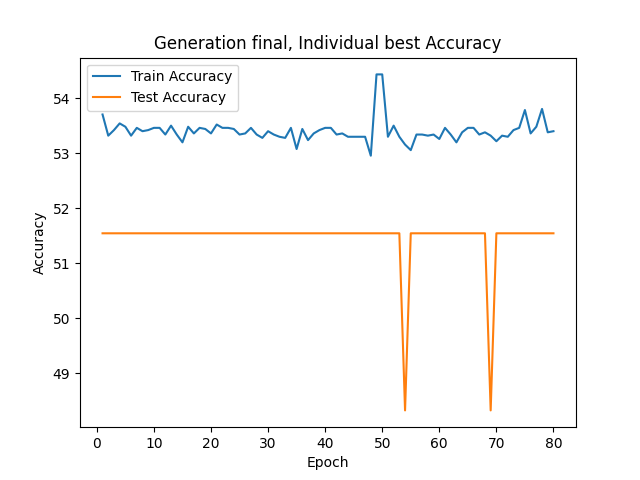 Generation final, Individual best Accuracy
Train Accuracy
Test Accuracy
Accuracy
54
53
52
51
50
49
0 10 20 30 40 50 60 70 80
Epoch